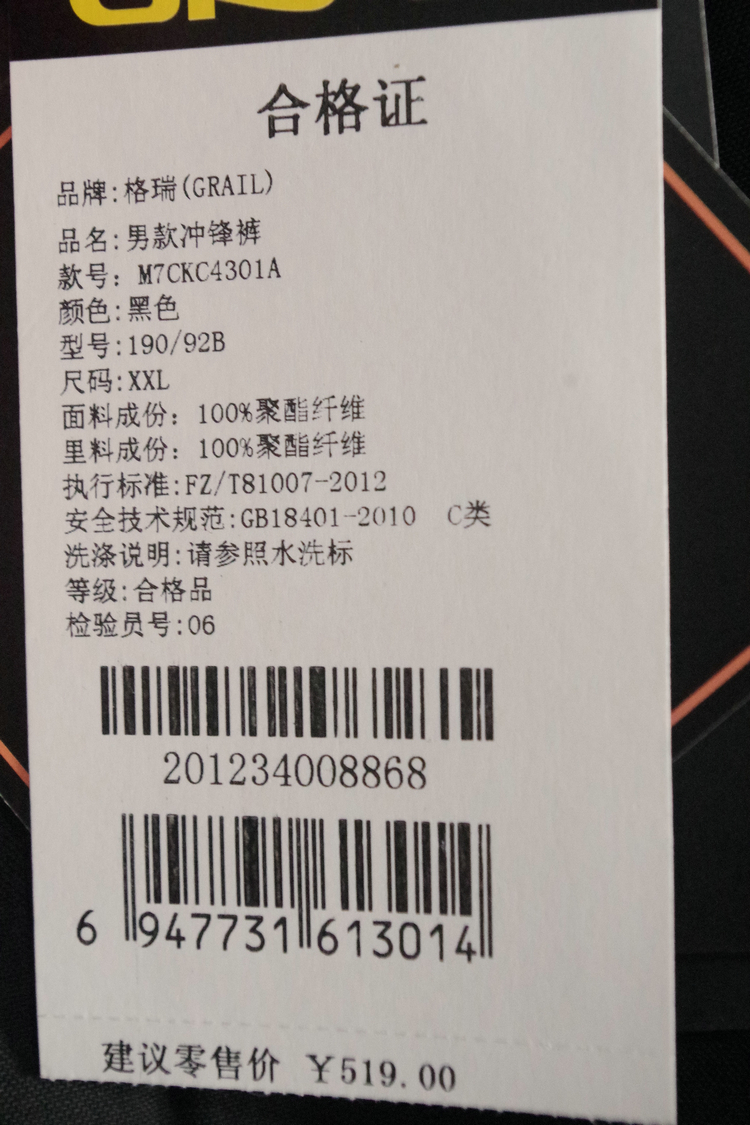 合格证
品牌:格瑞(GRAIL)
品名:男款冲锋裤
款号: M7CKC4301A
颜色:黑色
型号:190/92B
尺码:XXL
面料成份: 100%聚酯纤维
里料成份: 100%聚酯纤维
执行标准:FZ/T81007-2012
安全技术规范:GB18401-2010 C类
洗涤说明:请参照水洗标
等级:合格品
检验员号:06
201234008868
6 947731 613014
建议零售价 ￥519.00